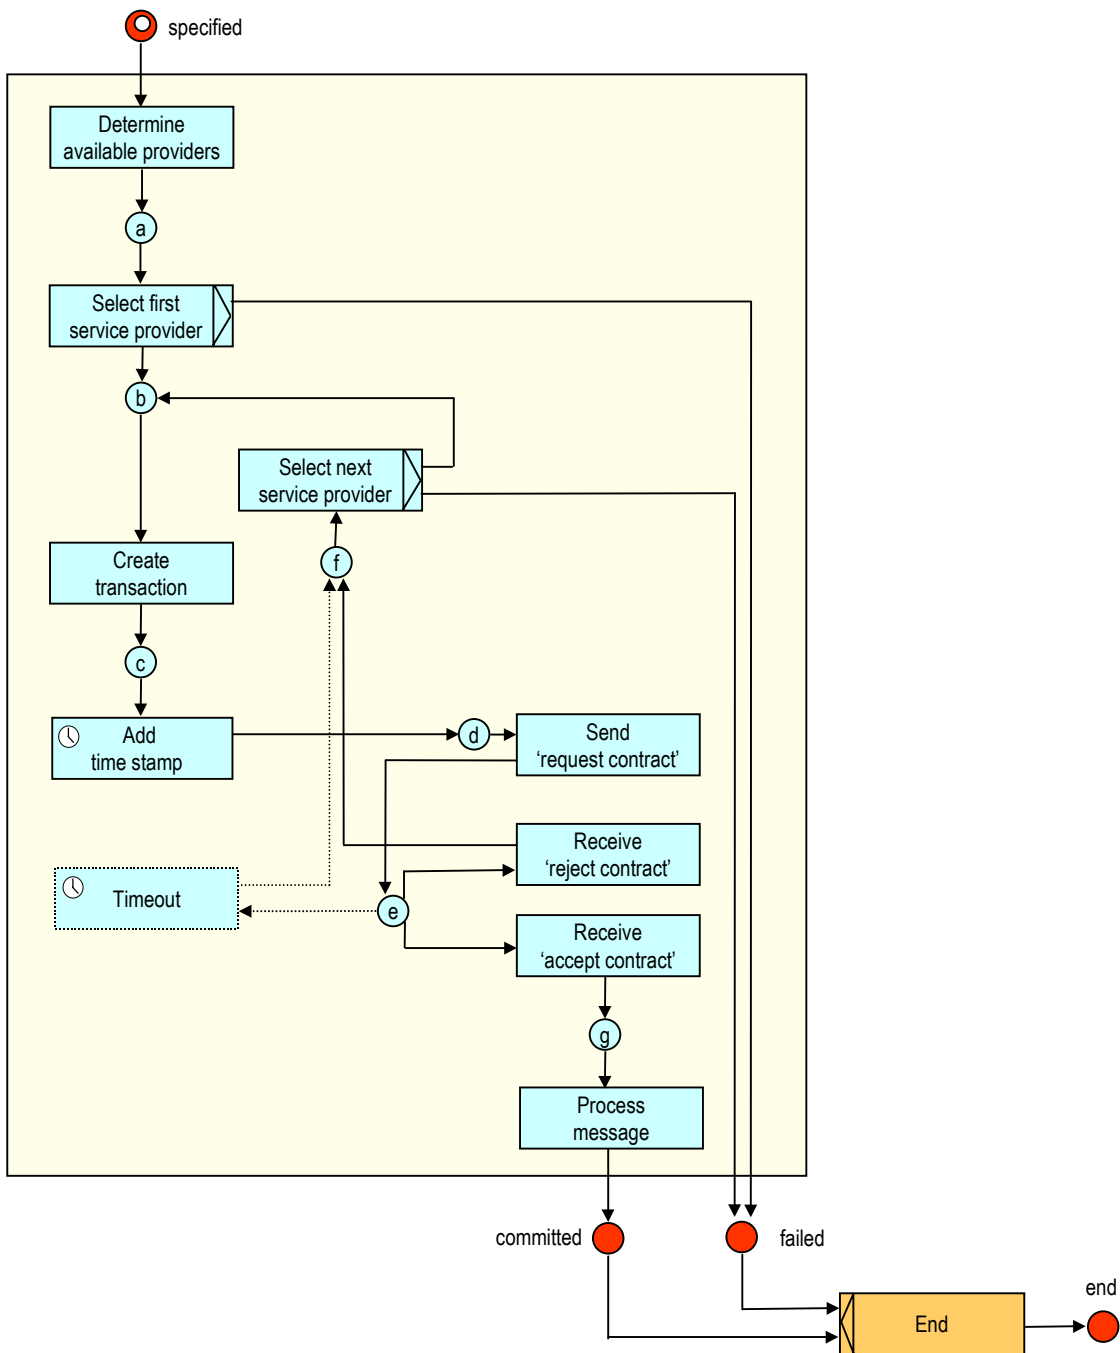 specified
Determine
available providers
a
Select first
service provider
b
Select next
service provider
f
Create
transaction
c
Add
time stamp
d
Send
‘request contract’
Receive
‘reject contract’
Timeout
e
Receive
‘accept contract’
g
Process
message
committed
failed
end
End